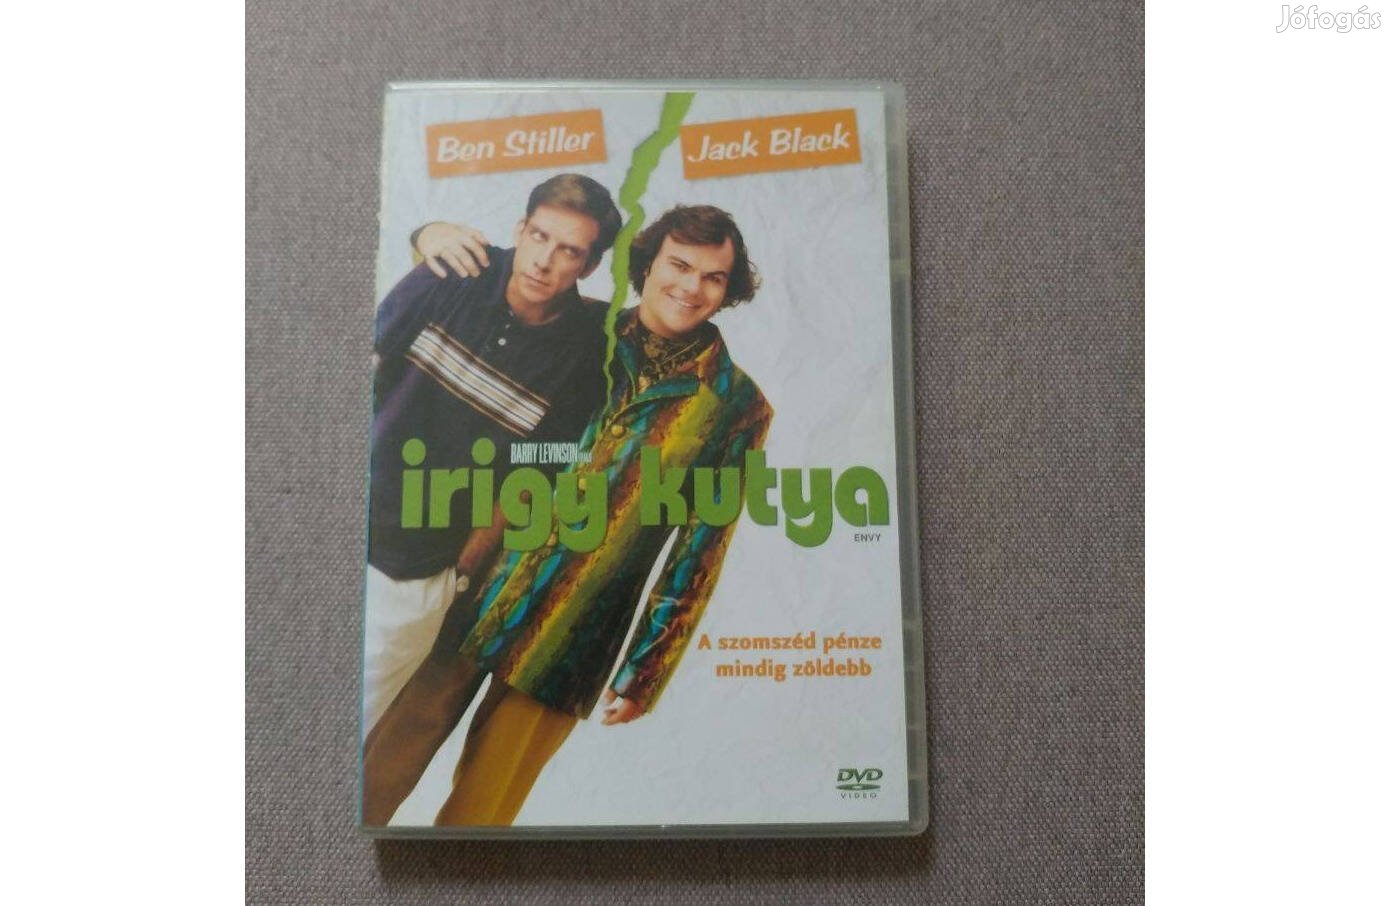 Jófogás
Ben Stiller
Jack Black
BARRY LEVINSON
irigy kutya
ENVY
A szomszéd pénze
mindig zöldebb
DVD
VIDEO